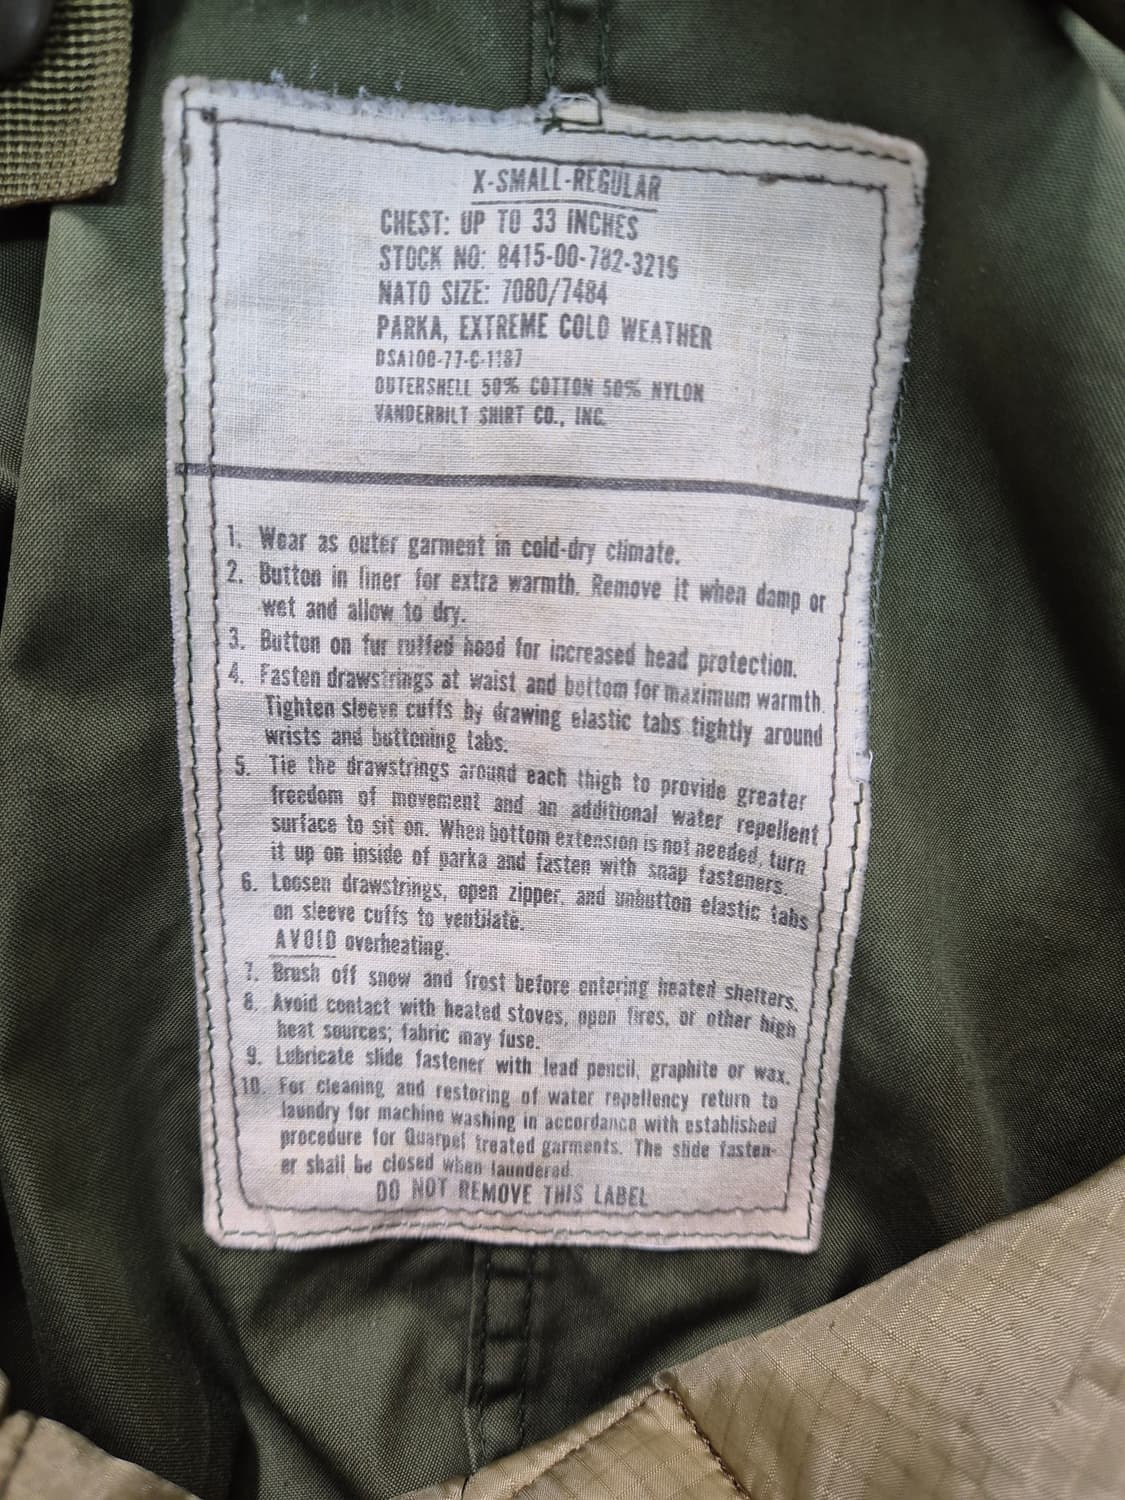 X-SMALL-REGULAR
CHEST: UP TO 33 INCHES
STOCK NO: 8415-00-782-3216
NATO SIZE: 7080/7484
PARKA, EXTREME COLD WEATHER
DSA100-77-C-1187
OUTERSHELL 50% COTTON 50% NYLON
VANDERBILT SHIRT CO., INC.
1. Wear as outer garment in cold-dry climate.
2. Button in liner for extra warmth. Remove it when damp or
wet and allow to dry.
3. Button on fur ruffed hood for increased head protection.
4. Fasten drawstrings at waist and bottom for maximum warmth.
Tighten sleeve cuffs by drawing elastic tabs tightly around
wrists and buttoning tabs.
5. Tie the drawstrings around each thigh to provide greater
freedom of movement and an additional water repellent
surface to sit on. When bottom extension is not needed, turn
it up on inside of parka and fasten with snap fasteners.
6. Loosen drawstrings, open zipper, and unbutton elastic tabs
on sleeve cuffs to ventilate.
AVOID overheating.
7. Brush off snow and frost before entering heated shelters.
8. Avoid contact with heated stoves, open fires, or other high
heat sources; fabric may fuse.
9. Lubricate slide fastener with lead pencil, graphite or wax.
10. For cleaning and restoring of water repellency return to
laundry for machine washing in accordance with established
procedure for Quarpel treated garments. The slide fasten-
er shall be closed when laundered.
DO NOT REMOVE THIS LABEL